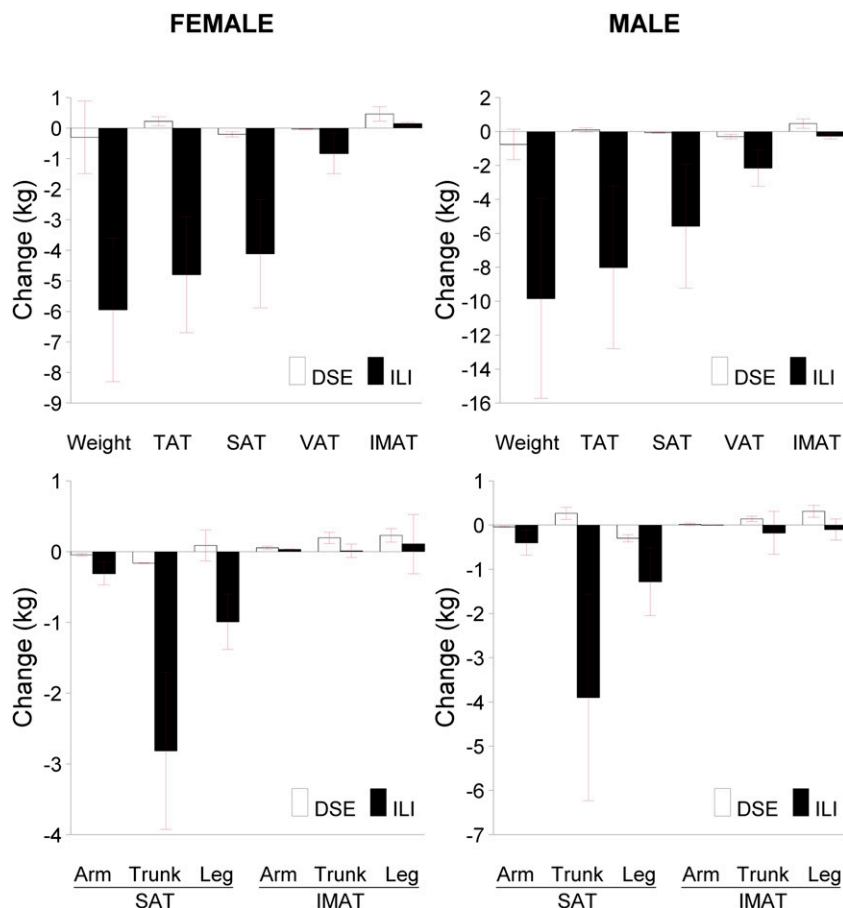 FEMALE
MALE
Change (kg)
1
0
-1
-2
-3
-4
-5
-6
-7
-8
-9
DSE ILI
Weight TAT SAT VAT IMAT
Change (kg)
2
0
-2
-4
-6
-8
-10
-12
-14
-16
DSE ILI
Weight TAT SAT VAT IMAT
Change (kg)
1
0
-1
-2
-3
-4
DSE ILI
Arm Trunk Leg Arm Trunk Leg
SAT IMAT
Change (kg)
1
0
-1
-2
-3
-4
-5
-6
-7
DSE ILI
Arm Trunk Leg Arm Trunk Leg
SAT IMAT